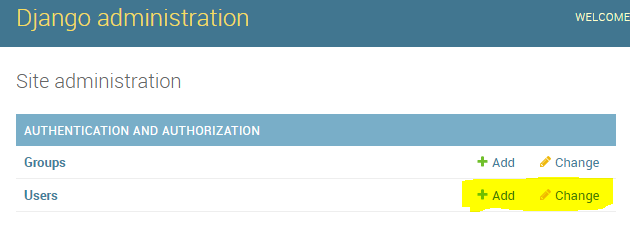 Django administration
WELCOME
Site administration
AUTHENTICATION AND AUTHORIZATION
Groups Add Change
Users Add Change